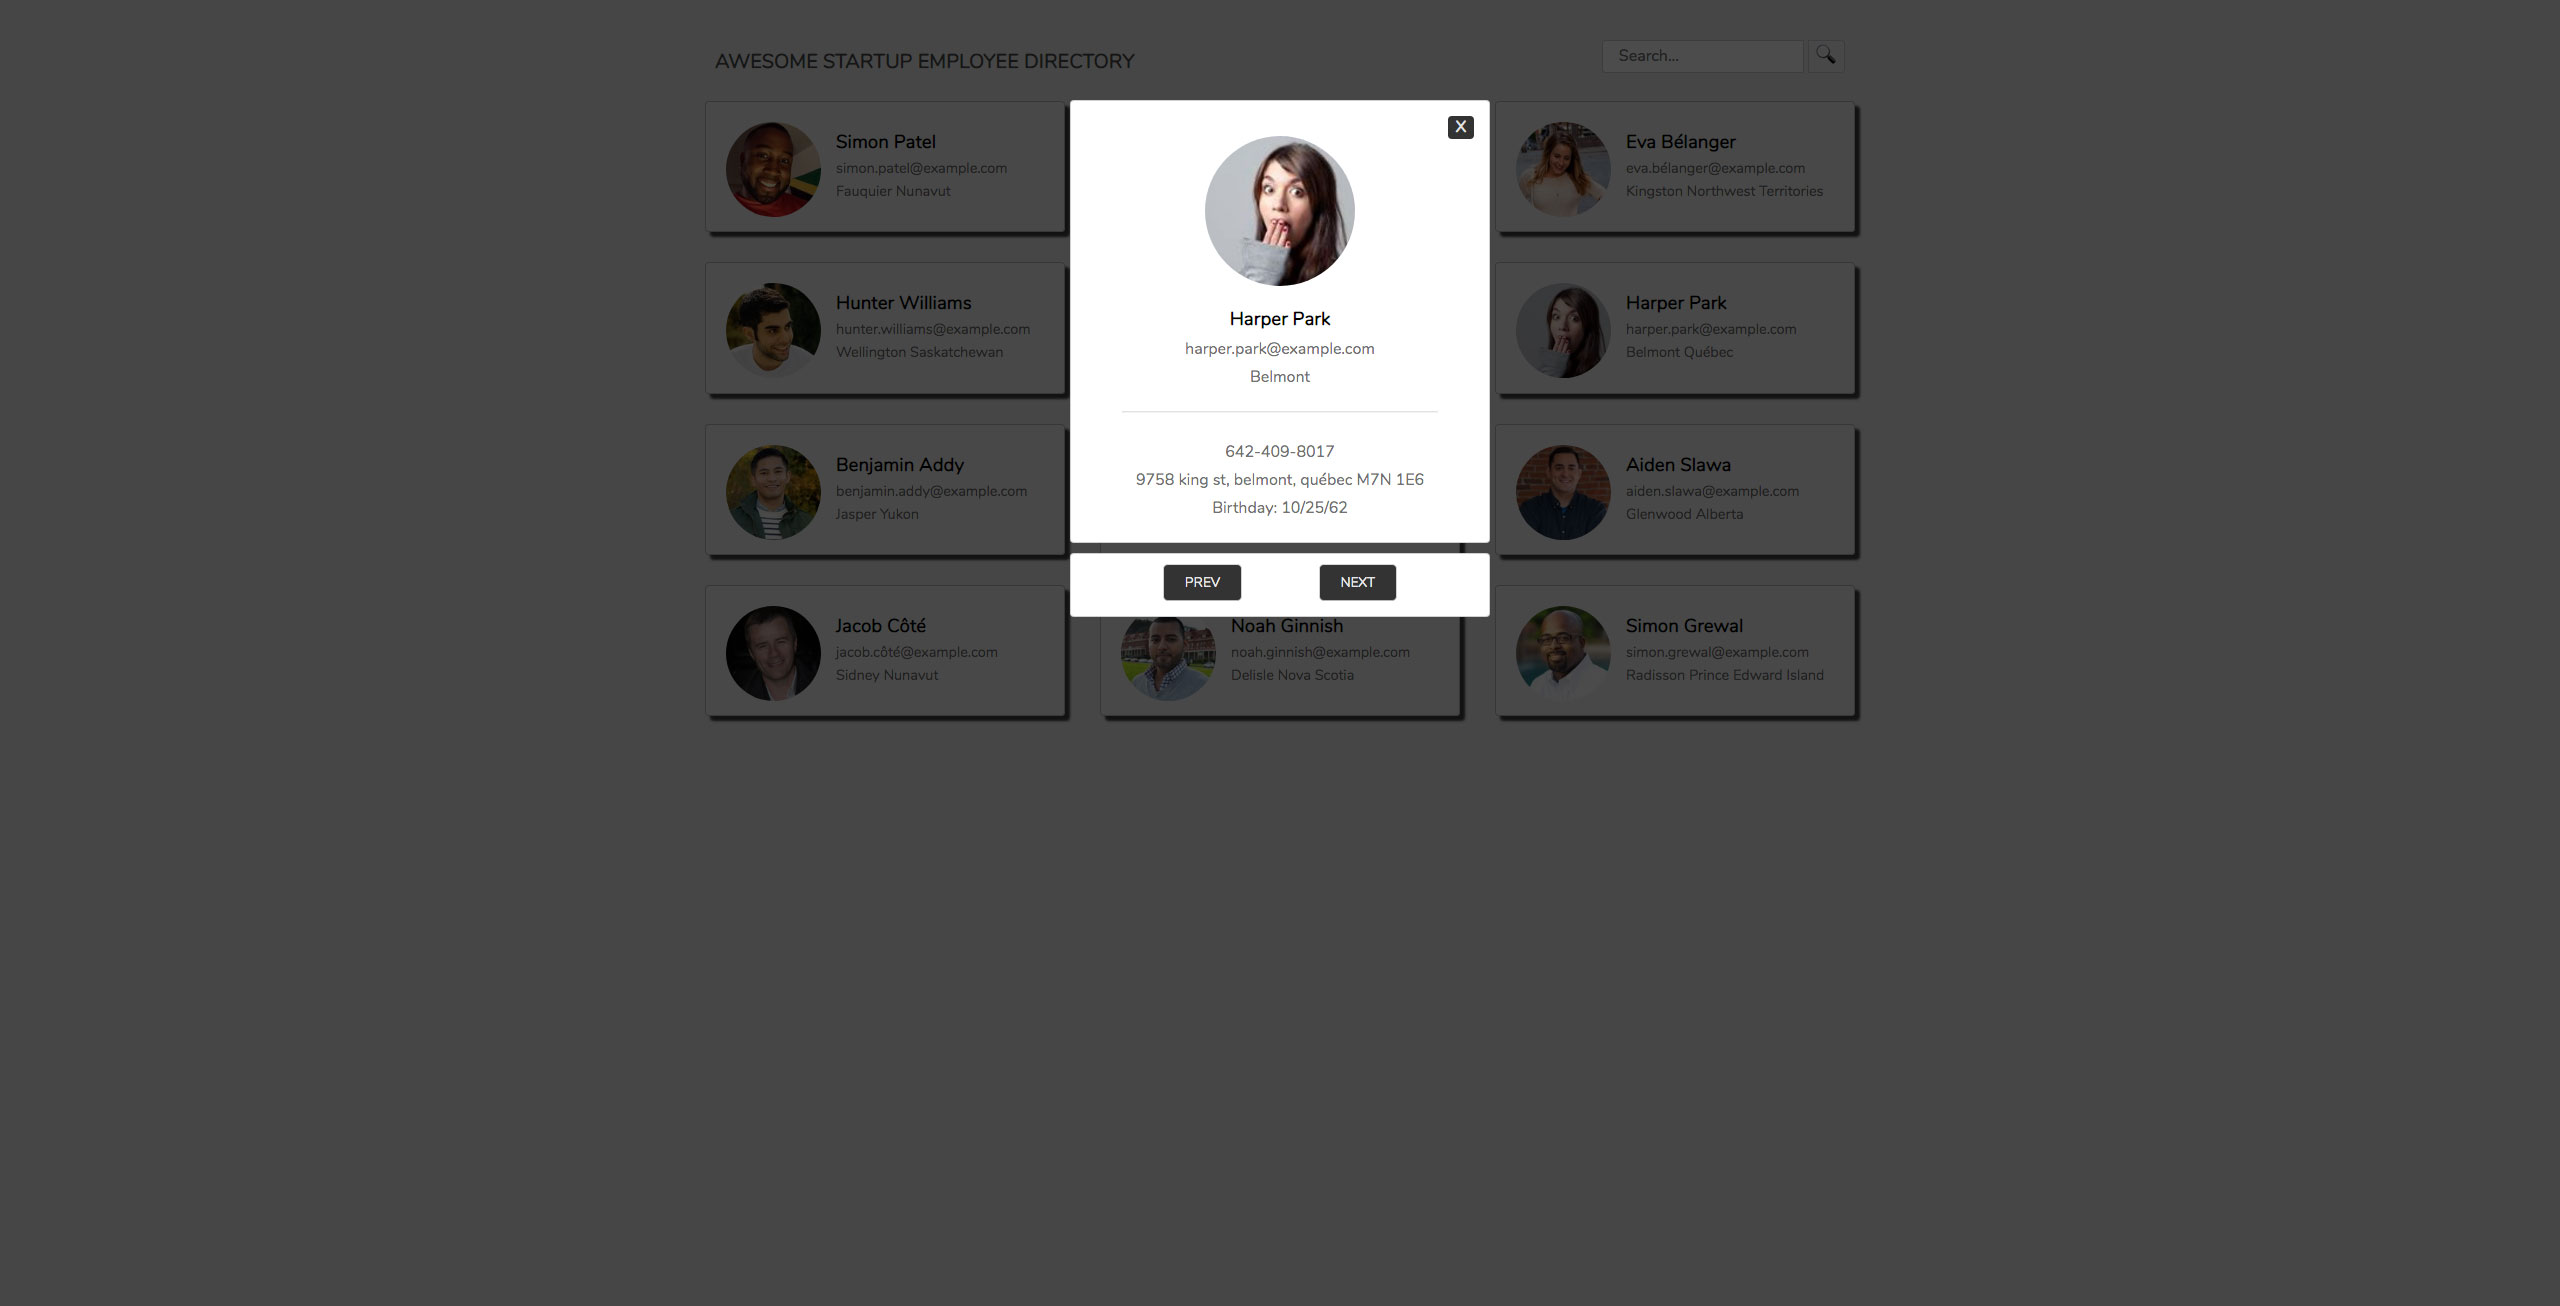 AWESOME STARTUP EMPLOYEE DIRECTORY
Search...
Simon Patel
simon.patel@example.com
Fauquier Nunavut
X
Harper Park
harper.park@example.com
Belmont
642-409-8017
9758 king st, belmont, québec M7N 1E6
Birthday: 10/25/62
PREV
NEXT
Eva Bélanger
eva.bélanger@example.com
Kingston Northwest Territories
Hunter Williams
hunter.williams@example.com
Wellington Saskatchewan
Harper Park
harper.park@example.com
Belmont Québec
Benjamin Addy
benjamin.addy@example.com
Jasper Yukon
Aiden Slawa
aiden.slawa@example.com
Glenwood Alberta
Jacob Côté
jacob.côté@example.com
Sidney Nunavut
Noah Ginnish
noah.ginnish@example.com
Delisle Nova Scotia
Simon Grewal
simon.grewal@example.com
Radisson Prince Edward Island